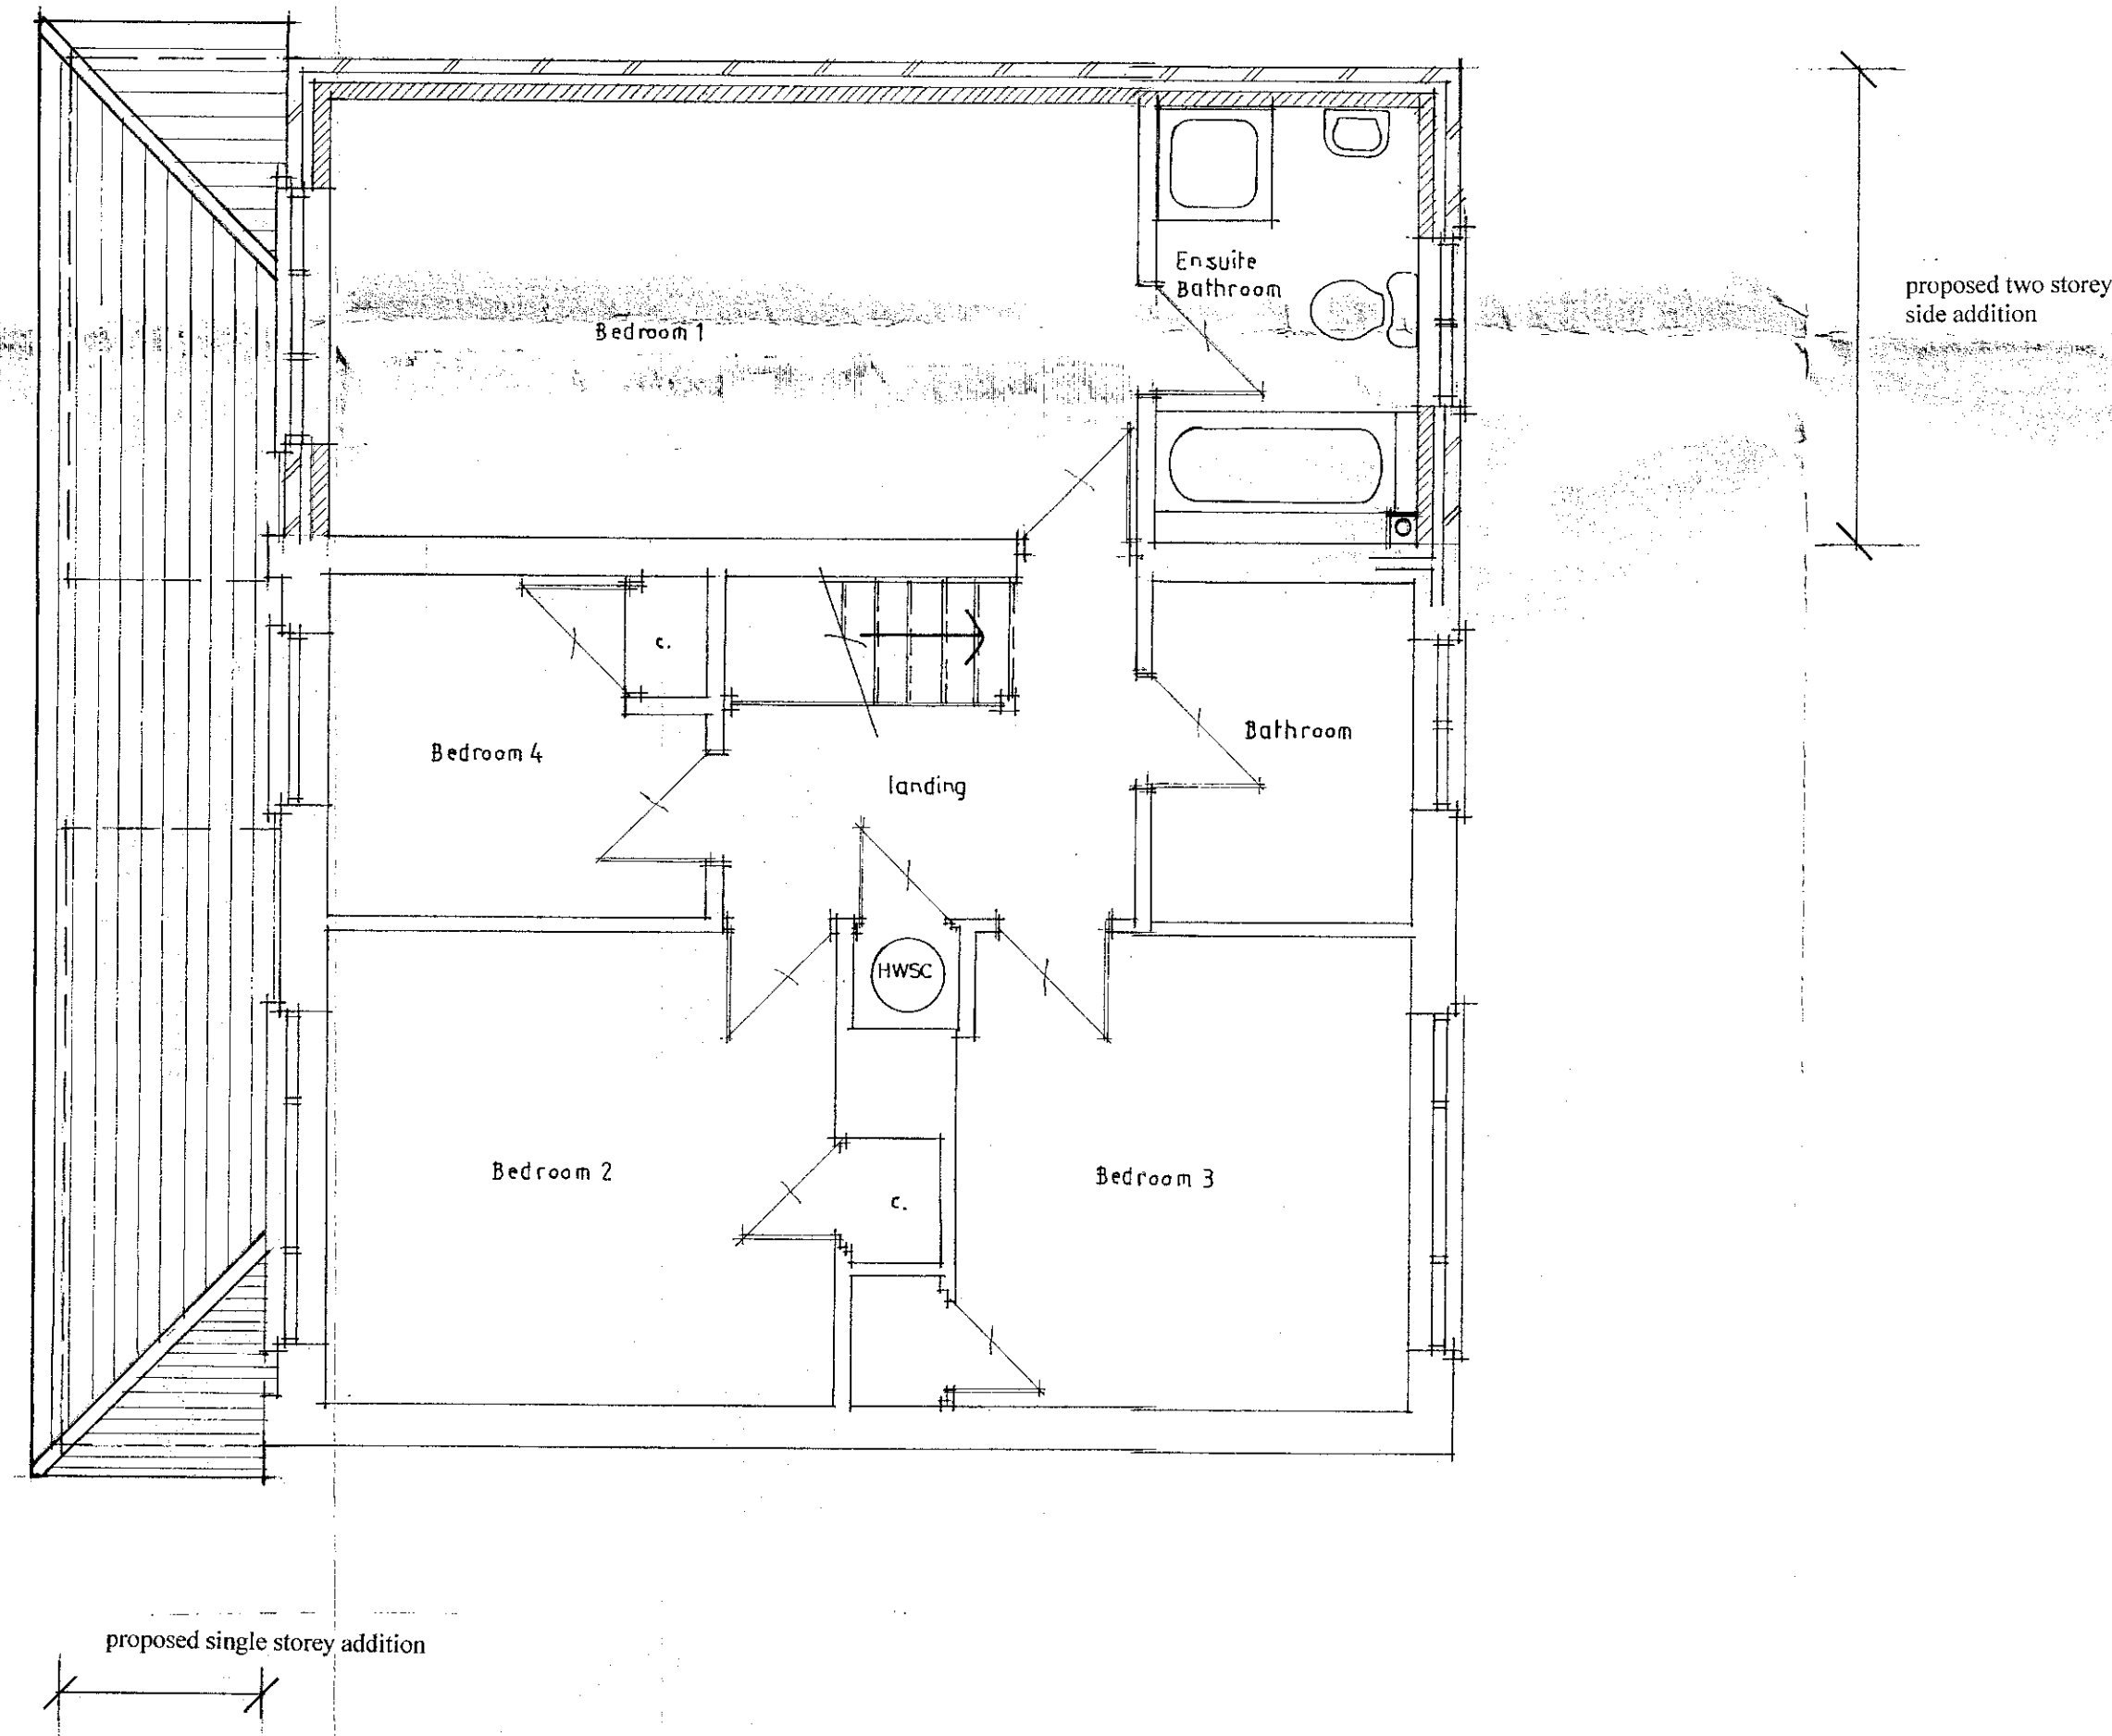 Ensuite
Bathroom
proposed two storey
side addition
Bedroom 1
c.
Bedroom 4
Bathroom
landing
HWSC
Bedroom 2
Bedroom 3
c.
proposed single storey addition